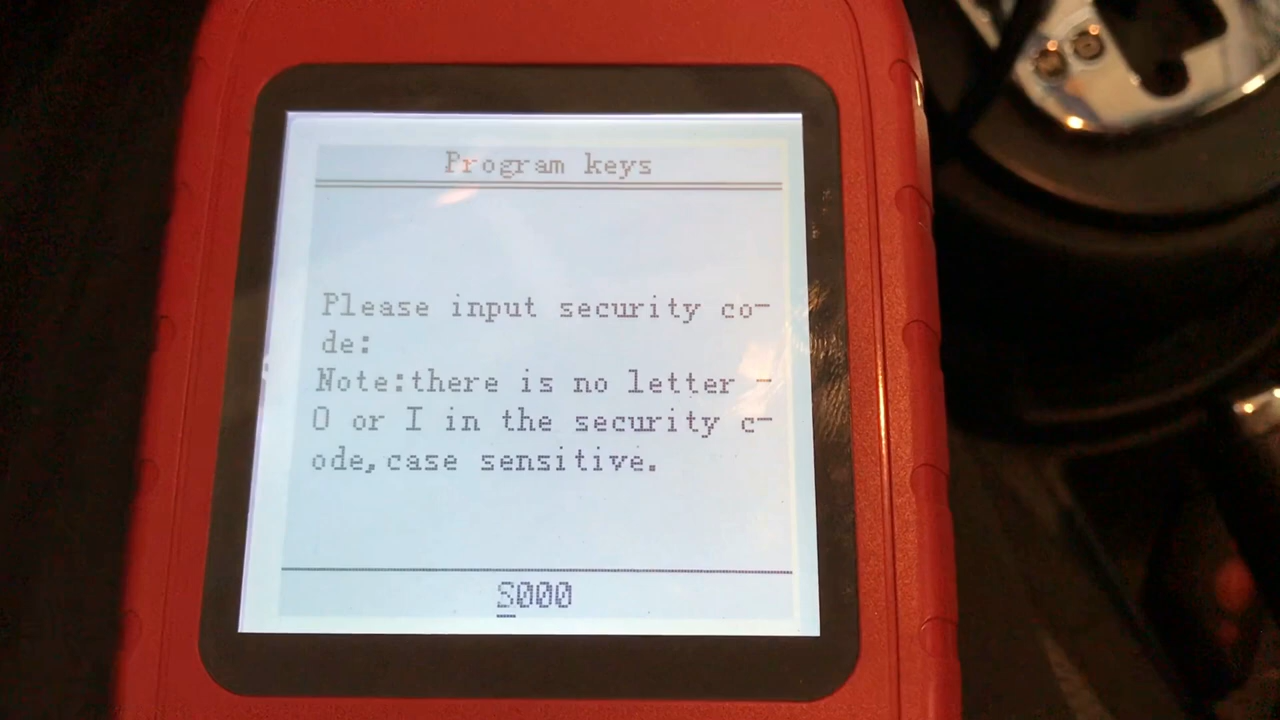 Program keys
Please input security co-
de:
Note:there is no letter -
O or I in the security c-
ode,case sensitive.
S000